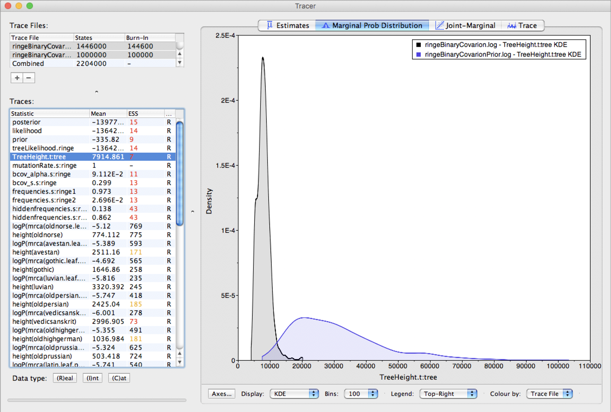 Tracer
Trace Files:
Trace File States Burn-In
ringeBinaryCovar... 1446000 144600
ringeBinaryCovar... 1000000 100000
Combined 2204000 -
+ −
Traces:
Statistic Mean ESS ...
posterior -13977... 15 R
likelihood -13642... 14 R
prior -335.82 9 R
treeLikelihood.ringe -13642... 14 R
TreeHeight.t:tree 7914.861 R
mutationRate.s:ringe 1 - R
bcov_alpha.s:ringe 9.112E-2 11 R
bcov_s.s:ringe 0.299 13 R
frequencies.s:ringe1 0.973 13 R
frequencies.s:ringe2 2.696E-2 13 R
hiddenfrequencies.s:r... 0.138 43 R
hiddenfrequencies.s:r... 0.862 43 R
logP(mrca(oldnorse.le... -5.12 769 R
height(oldnorse) 774.112 775 R
logP(mrca(avestan.lea... -5.389 593 R
height(avestan) 2511.16 171 R
logP(mrca(gothic.leaf.... -4.692 565 R
height(gothic) 1646.86 258 R
logP(mrca(luvian.leaf.... -5.816 235 R
height(luvian) 3320.392 245 R
logP(mrca(oldpersian.... -5.747 418 R
height(oldpersian) 2425.04 185 R
logP(mrca(vedicsansk... -6.001 278 R
height(vedicsanskrit) 2996.905 73 R
logP(mrca(oldhighger... -5.355 491 R
height(oldhighgerman) 1036.984 181 R
logP(mrca(oldprussia... -5.324 625 R
height(oldprussian) 503.418 724 R
logP(mrca(latin.leaf.m... -5.741 540 R
Data type: (R)eal (I)nt (C)at
Estimates Marginal Prob Distribution Joint-Marginal Trace
ringeBinaryCovarion.log - TreeHeight.t:tree KDE
ringeBinaryCovarionPrior.log - TreeHeight.t:tree KDE
2.5E-4
2E-4
1.5E-4
1E-4
5E-5
0
Density
0 10000 20000 30000 40000 50000 60000 70000 80000 90000 100000 110000
TreeHeight.t:tree
Axes... Display: KDE Bins: 100 Legend: Top-Right Colour by: Trace File